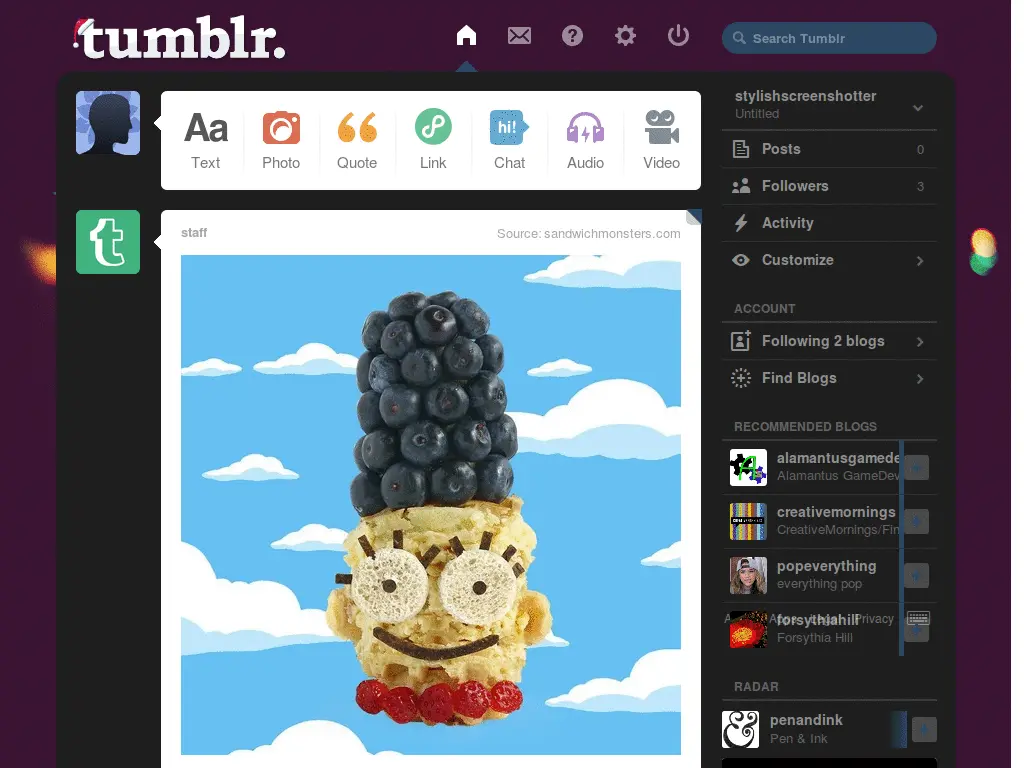 tumblr.
Search Tumblr
Aa
hi!
Text
Photo
Quote
Link
Chat
Audio
Video
staff
Source: sandwichmonsters.com
stylishscreenshotter
Untitled
Posts 0
Followers 3
Activity
Customize
ACCOUNT
Following 2 blogs
Find Blogs
RECOMMENDED BLOGS
alamantusgamede
Alamantus GameDev
creativemornings
CreativeMornings/Fin
popeverything
everything pop
forsythiahill
Privacy
Forsythia Hill
RADAR
penandink
Pen & Ink